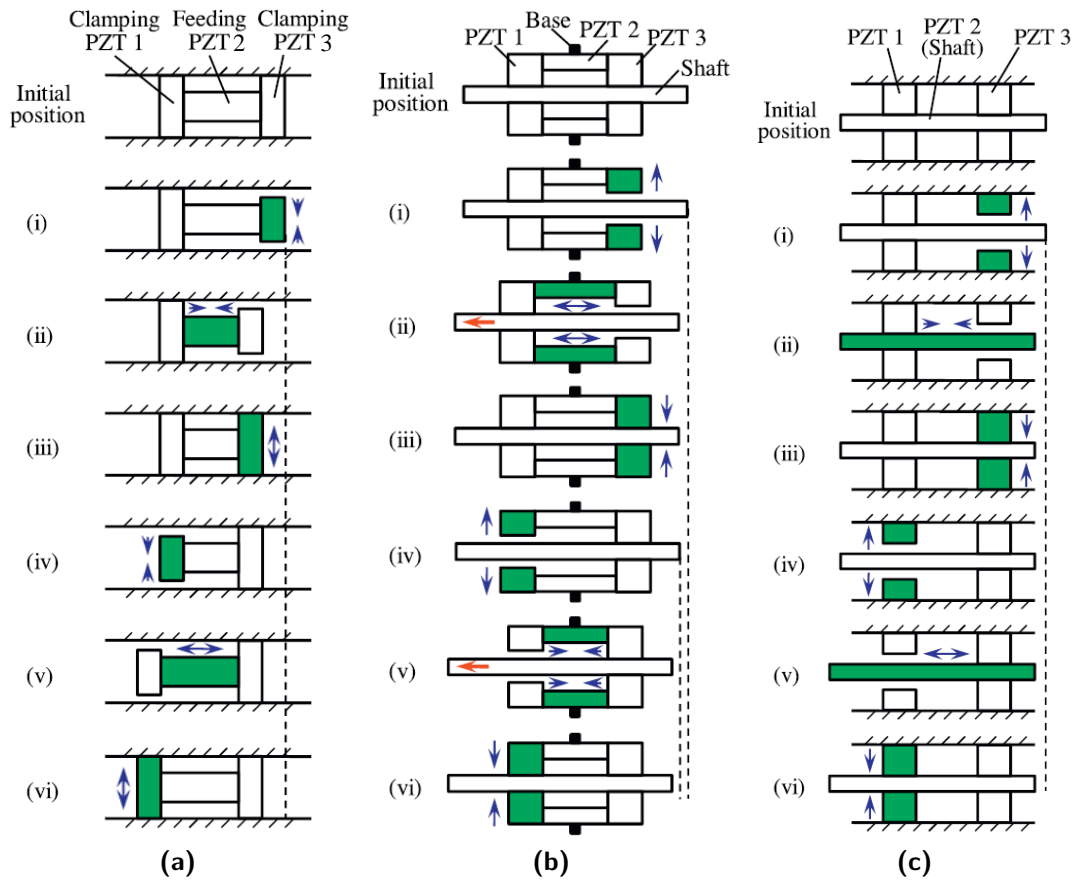 Clamping Feeding Clamping
PZT 1 PZT 2 PZT 3
Initial
position
(i)
(ii)
(iii)
(iv)
(v)
(vi)
(a)
Base
PZT 1 PZT 2 PZT 3
Shaft
Initial
position
(i)
(ii)
(iii)
(iv)
(v)
(vi)
(b)
PZT 1 PZT 2 PZT 3
(Shaft)
Initial
position
(i)
(ii)
(iii)
(iv)
(v)
(vi)
(c)